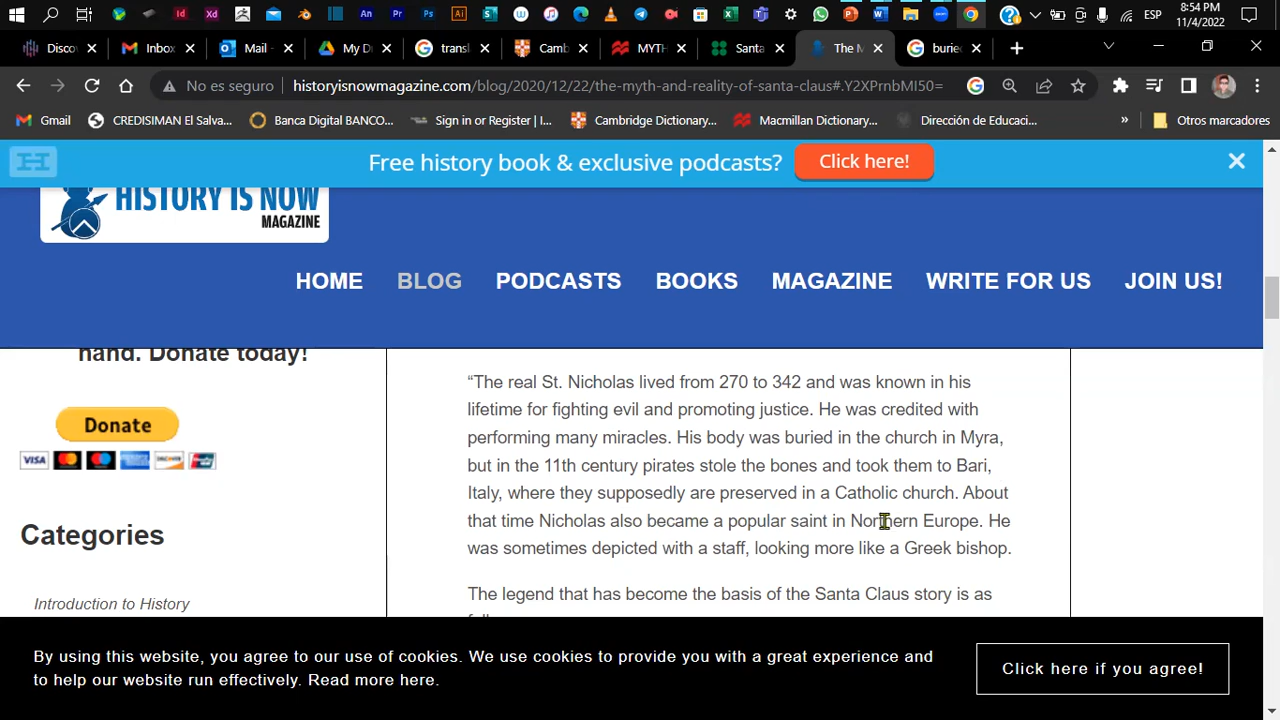 ESP
8:54 PM
11/4/2022
Disco
Inbox
Mail -
My D
transl
Camb
MYTH
Santa
The M
burie
No es seguro
historyisnowmagazine.com/blog/2020/12/22/the-myth-and-reality-of-santa-claus#.Y2XPrnbMI50=
Gmail
CREDISIMAN El Salva...
Banca Digital BANCO...
Sign in or Register | I...
Cambridge Dictionary...
Macmillan Dictionary...
Dirección de Educaci...
»
Otros marcadores
Free history book & exclusive podcasts?
Click here!
HISTORY IS NOW
MAGAZINE
HOME
BLOG
PODCASTS
BOOKS
MAGAZINE
WRITE FOR US
JOIN US!
hand. Donate today!
Donate
VISA
DISCOVER
Categories
Introduction to History
“The real St. Nicholas lived from 270 to 342 and was known in his
lifetime for fighting evil and promoting justice. He was credited with
performing many miracles. His body was buried in the church in Myra,
but in the 11th century pirates stole the bones and took them to Bari,
Italy, where they supposedly are preserved in a Catholic church. About
that time Nicholas also became a popular saint in Northern Europe. He
was sometimes depicted with a staff, looking more like a Greek bishop.
The legend that has become the basis of the Santa Claus story is as
By using this website, you agree to our use of cookies. We use cookies to provide you with a great experience and
to help our website run effectively. Read more here.
Click here if you agree!